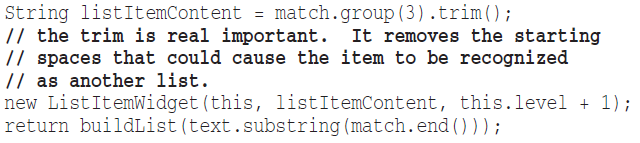 String listItemContent = match.group(3).trim();
// the trim is real important.  It removes the starting
// spaces that could cause the item to be recognized
// as another list.
new ListItemWidget(this, listItemContent, this.level + 1);
return buildList(text.substring(match.end()));